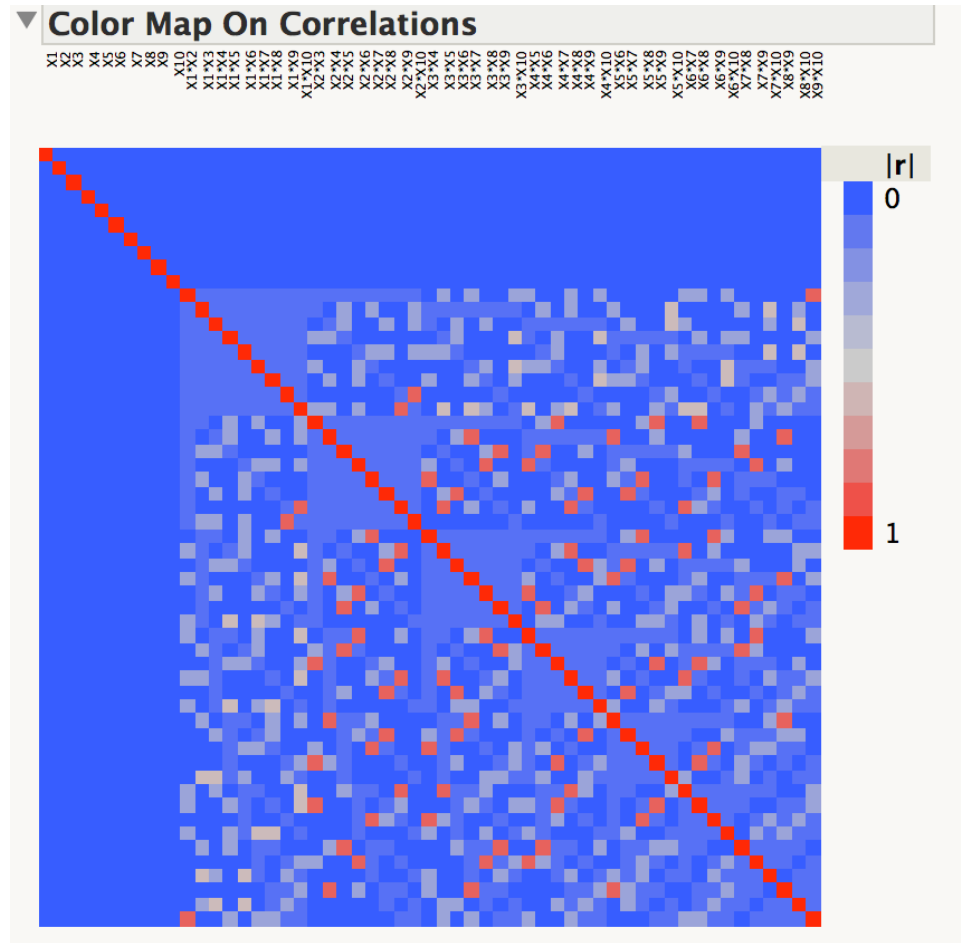 Color Map On Correlations
X1
X2
X3
X4
X5
X6
X7
X8
X9
X10
X1*X2
X1*X3
X1*X4
X1*X5
X1*X6
X1*X7
X1*X8
X1*X9
X1*X10
X2*X3
X2*X4
X2*X5
X2*X6
X2*X7
X2*X8
X2*X9
X2*X10
X3*X4
X3*X5
X3*X6
X3*X7
X3*X8
X3*X9
X3*X10
X4*X5
X4*X6
X4*X7
X4*X8
X4*X9
X4*X10
X5*X6
X5*X7
X5*X8
X5*X9
X5*X10
X6*X7
X6*X8
X6*X9
X6*X10
X7*X8
X7*X9
X7*X10
X8*X9
X8*X10
X9*X10
|r|
0
1